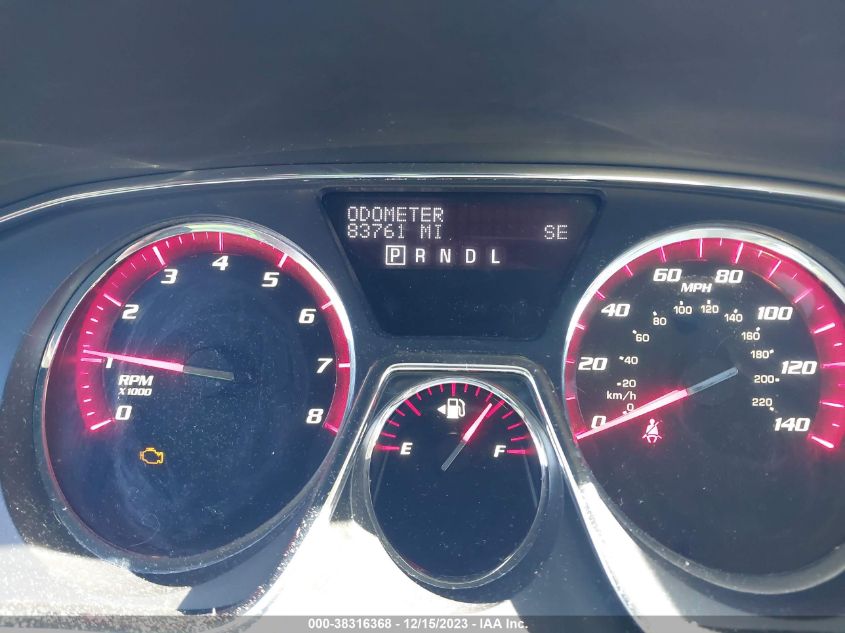 ODOMETER
83761 MI SE
P R N D L
0 1 2 3 4 5 6 7 8
RPM
X1000
E F
0 20 40 60 80 100 120 140
MPH
0 20 40 60 80 100 120 140 160 180 200 220
km/h
000-38316368 | 12/15/2023 - IAA Inc.